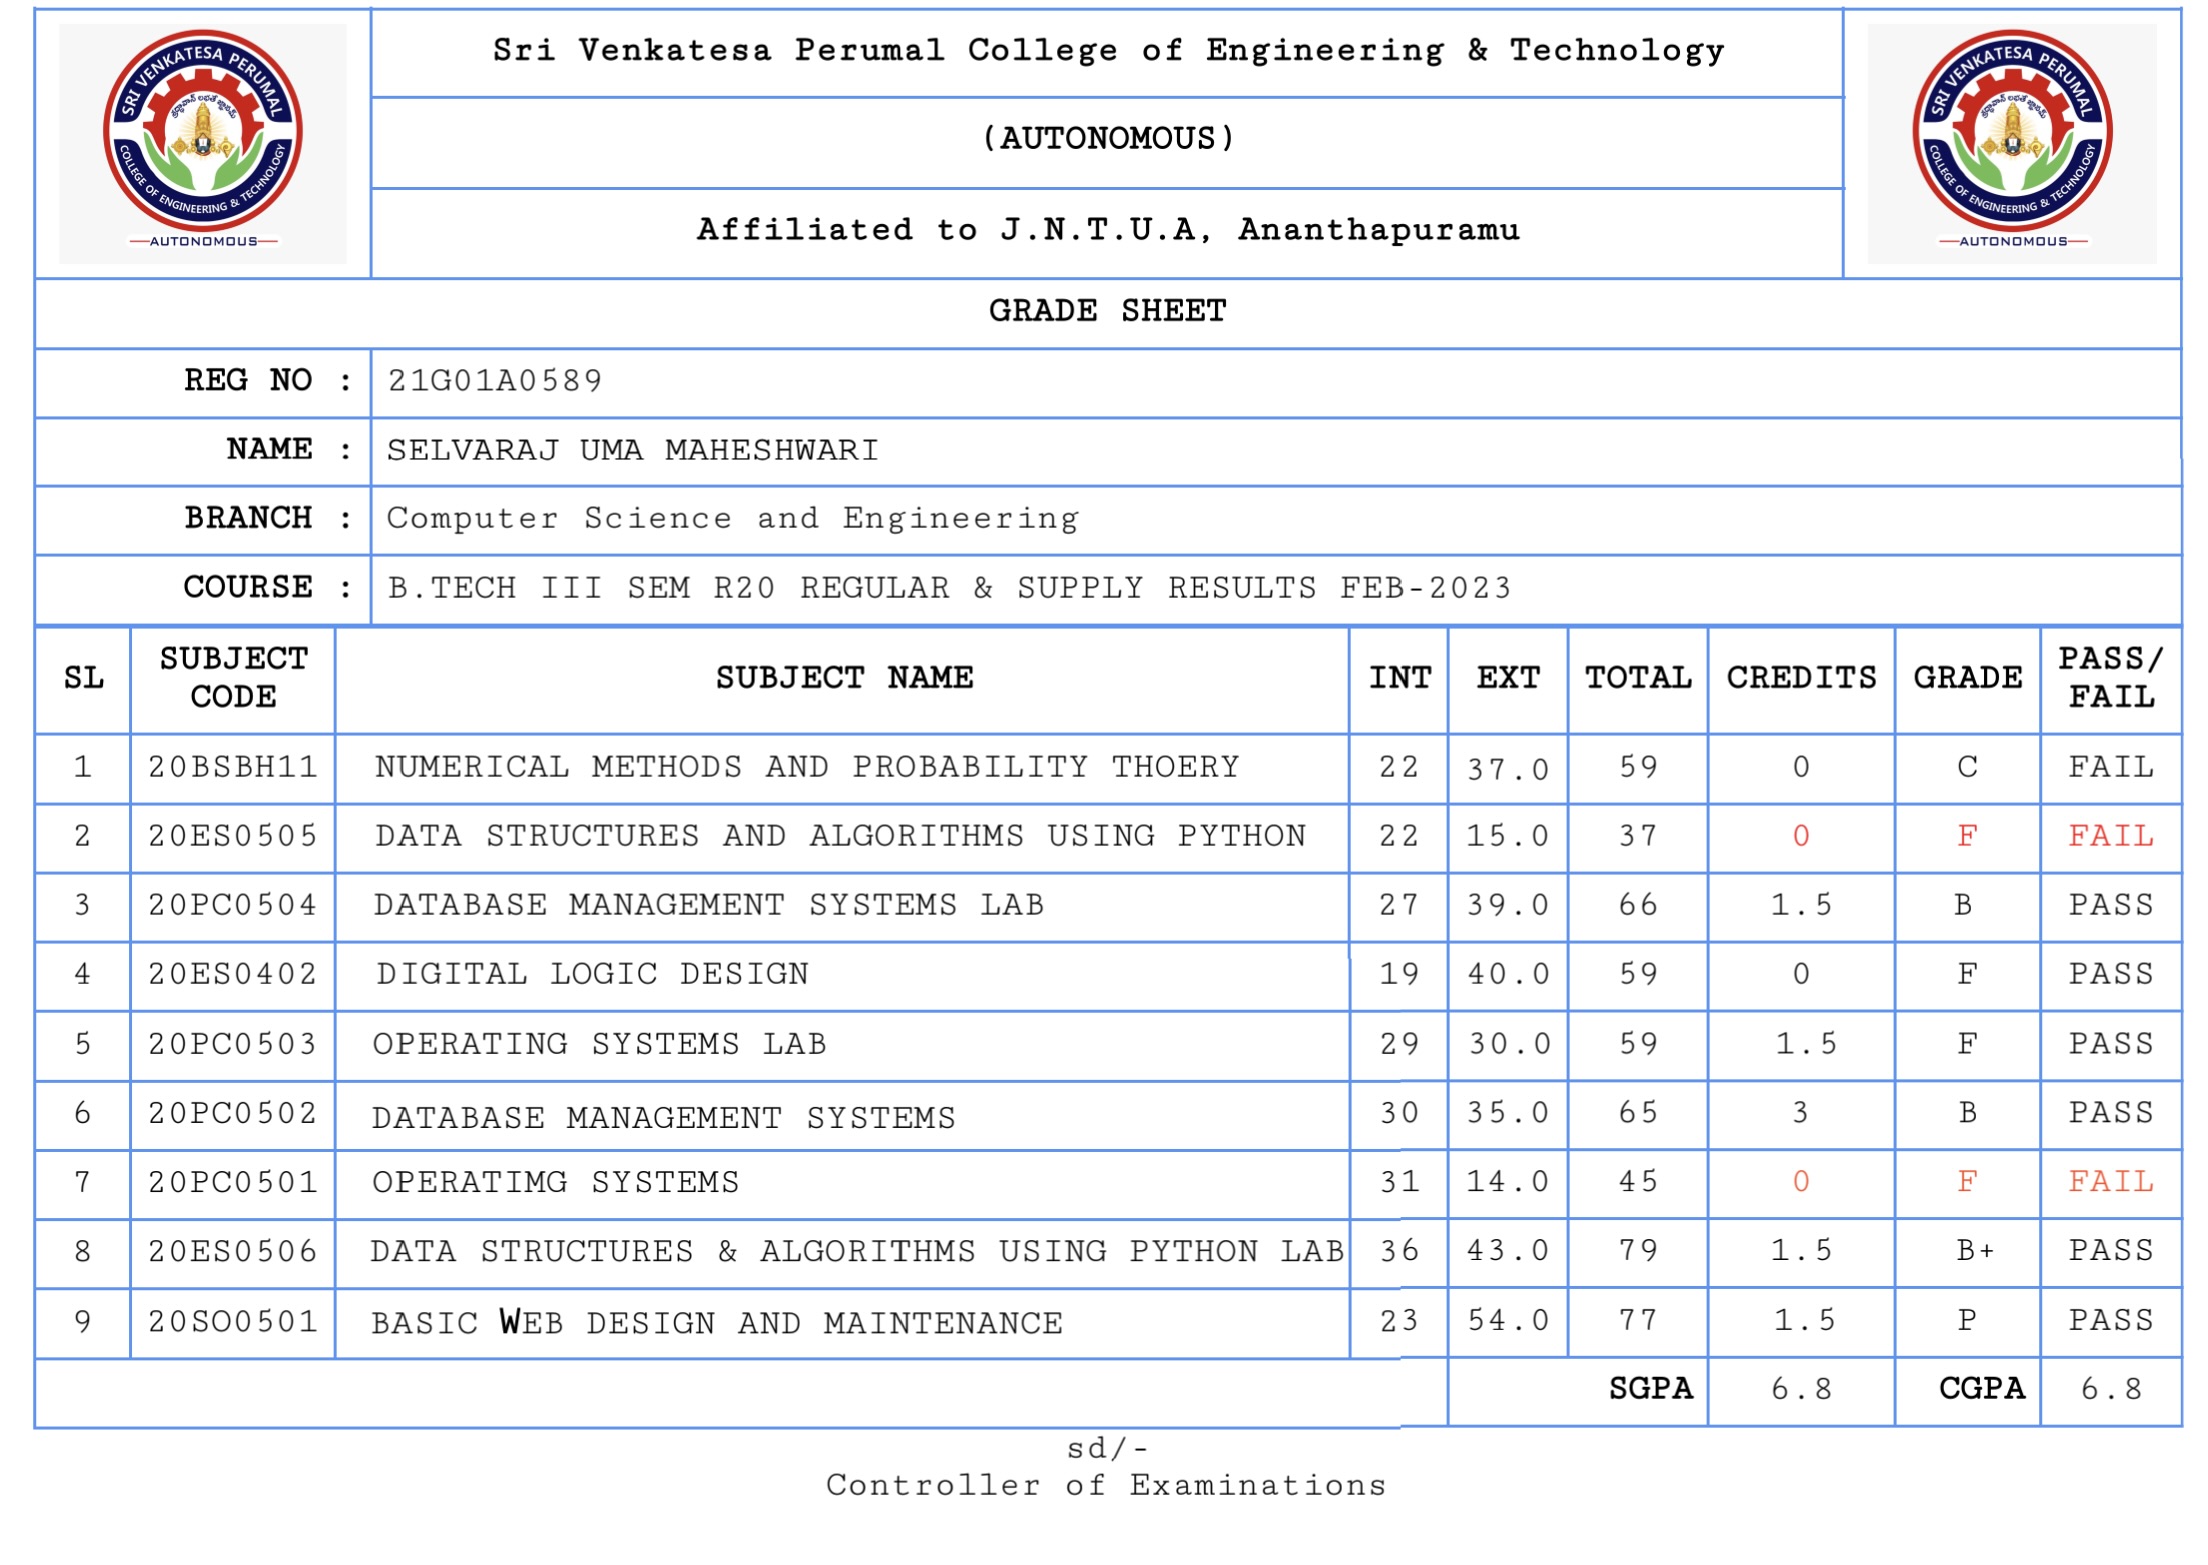 SRI VENKATESA PERUMAL
COLLEGE OF ENGINEERING & TECHNOLOGY
AUTONOMOUS
Sri Venkatesa Perumal College of Engineering & Technology
(AUTONOMOUS)
Affiliated to J.N.T.U.A, Ananthapuramu
SRI VENKATESA PERUMAL
COLLEGE OF ENGINEERING & TECHNOLOGY
AUTONOMOUS
GRADE SHEET
REG NO : 21G01A0589
NAME : SELVARAJ UMA MAHESHWARI
BRANCH : Computer Science and Engineering
COURSE : B.TECH III SEM R20 REGULAR & SUPPLY RESULTS FEB-2023
SL SUBJECT CODE SUBJECT NAME INT EXT TOTAL CREDITS GRADE PASS/ FAIL
1 20BSBH11 NUMERICAL METHODS AND PROBABILITY THOERY 22 37.0 59 0 C FAIL
2 20ES0505 DATA STRUCTURES AND ALGORITHMS USING PYTHON 22 15.0 37 0 F FAIL
3 20PC0504 DATABASE MANAGEMENT SYSTEMS LAB 27 39.0 66 1.5 B PASS
4 20ES0402 DIGITAL LOGIC DESIGN 19 40.0 59 0 F PASS
5 20PC0503 OPERATING SYSTEMS LAB 29 30.0 59 1.5 F PASS
6 20PC0502 DATABASE MANAGEMENT SYSTEMS 30 35.0 65 3 B PASS
7 20PC0501 OPERATIMG SYSTEMS 31 14.0 45 0 F FAIL
8 20ES0506 DATA STRUCTURES & ALGORITHMS USING PYTHON LAB 36 43.0 79 1.5 B+ PASS
9 20SO0501 BASIC WEB DESIGN AND MAINTENANCE 23 54.0 77 1.5 P PASS
SGPA 6.8 CGPA 6.8
sd/-
Controller of Examinations